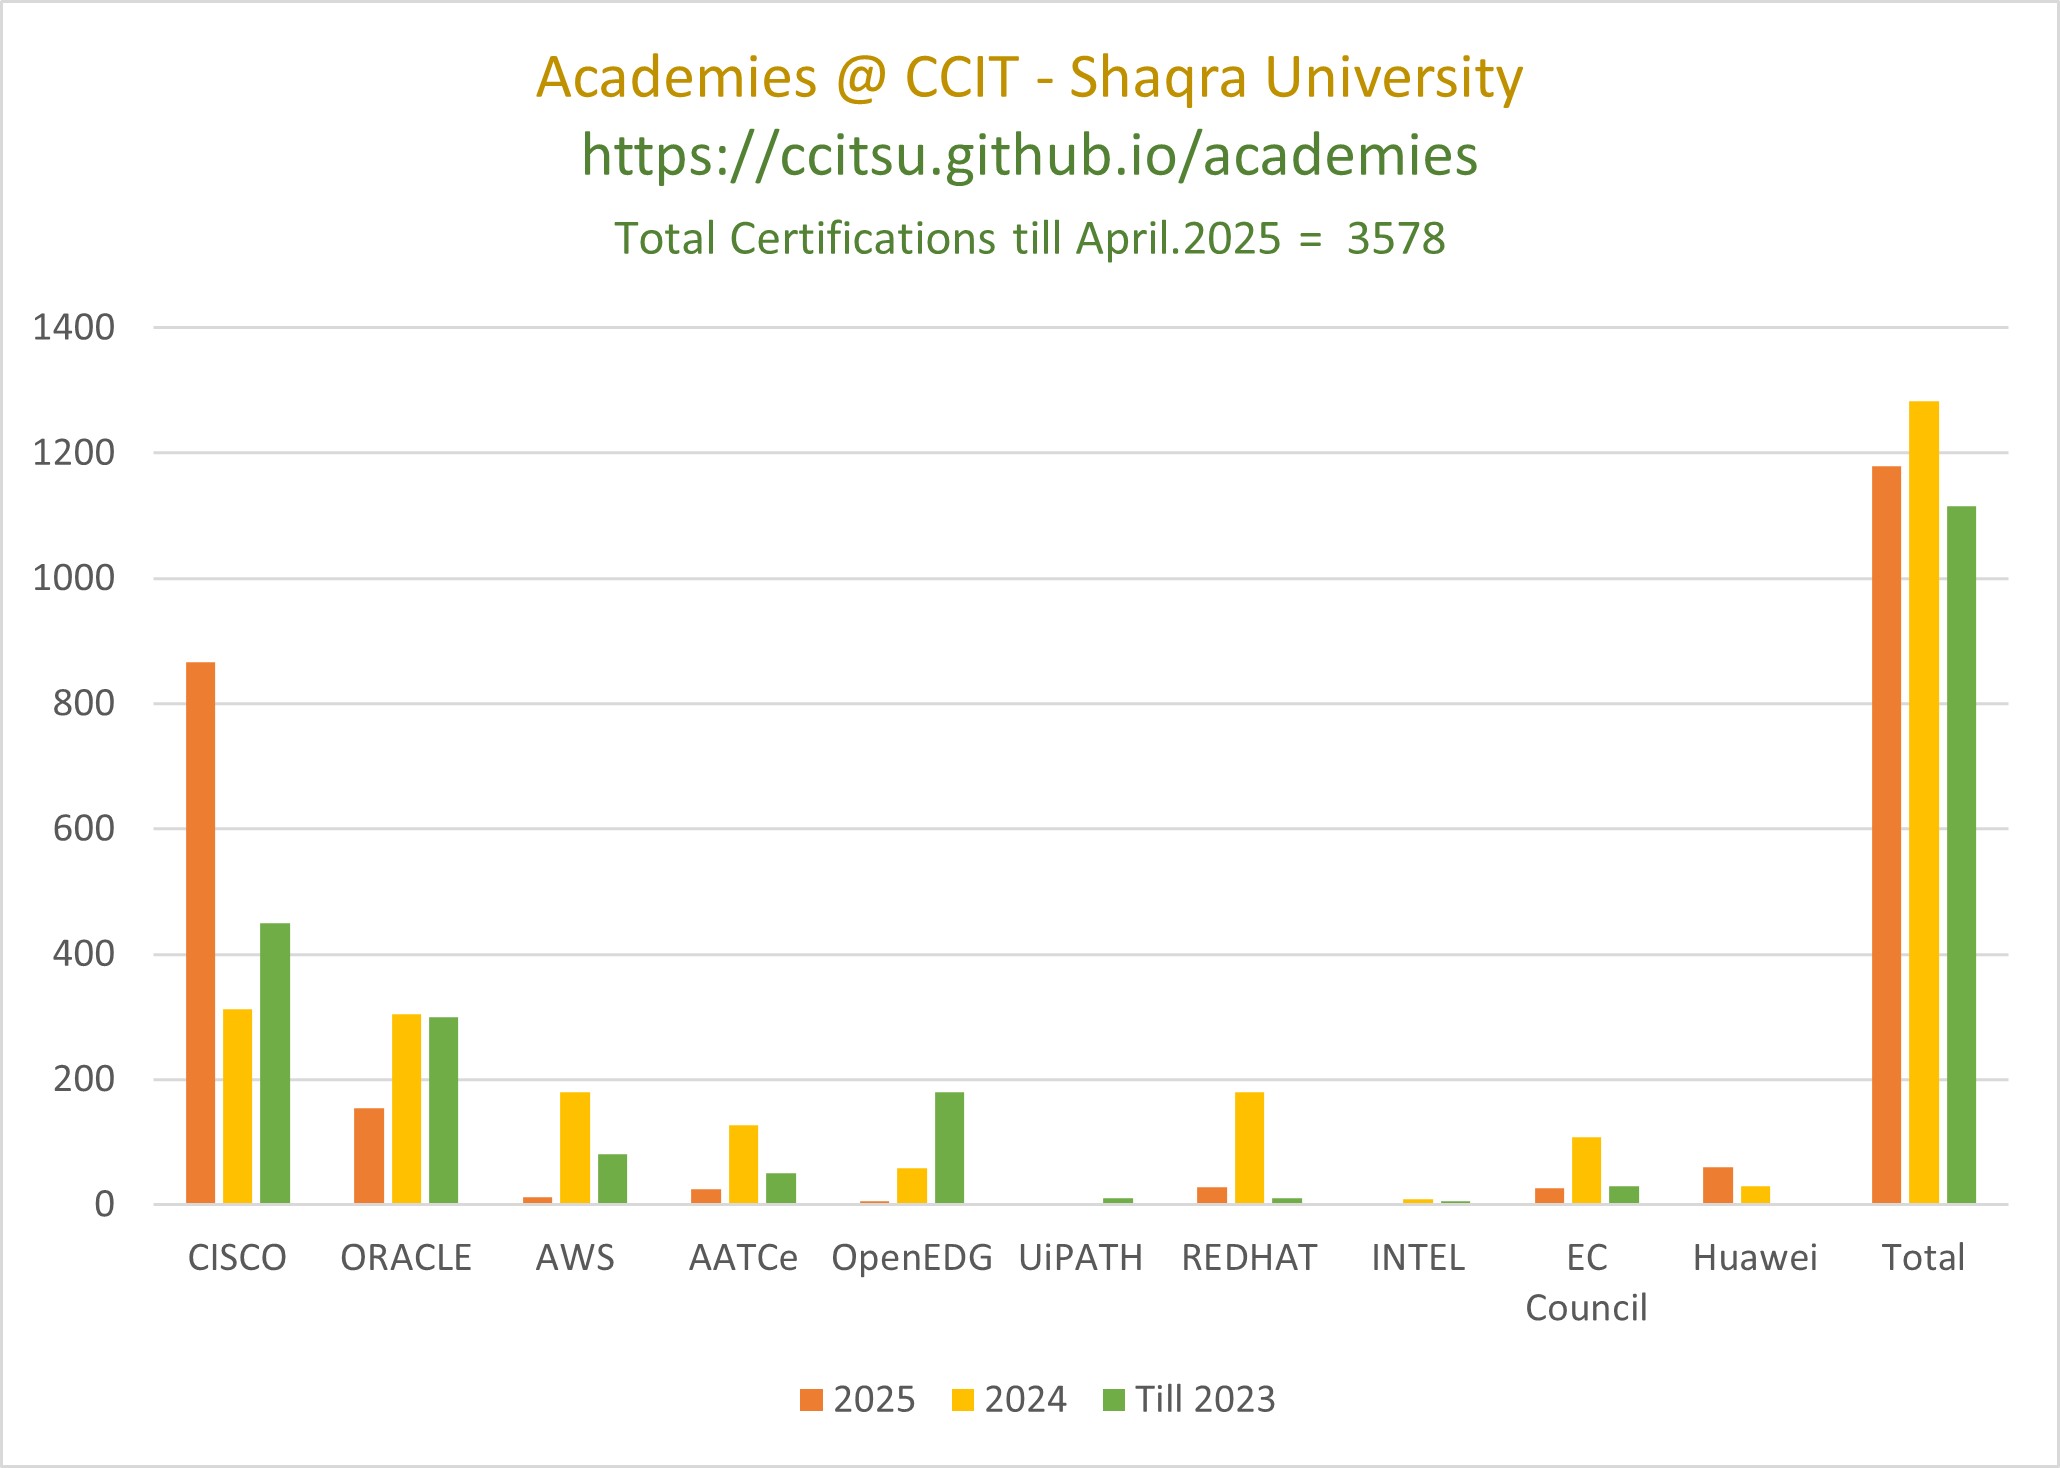 Academies @ CCIT - Shaqra University
https://ccitsu.github.io/academies
Total Certifications till April.2025 = 3578
1400
1200
1000
800
600
400
200
0
CISCO ORACLE AWS AATCe OpenEDG UiPATH REDHAT INTEL EC Council Huawei Total
2025 2024 Till 2023